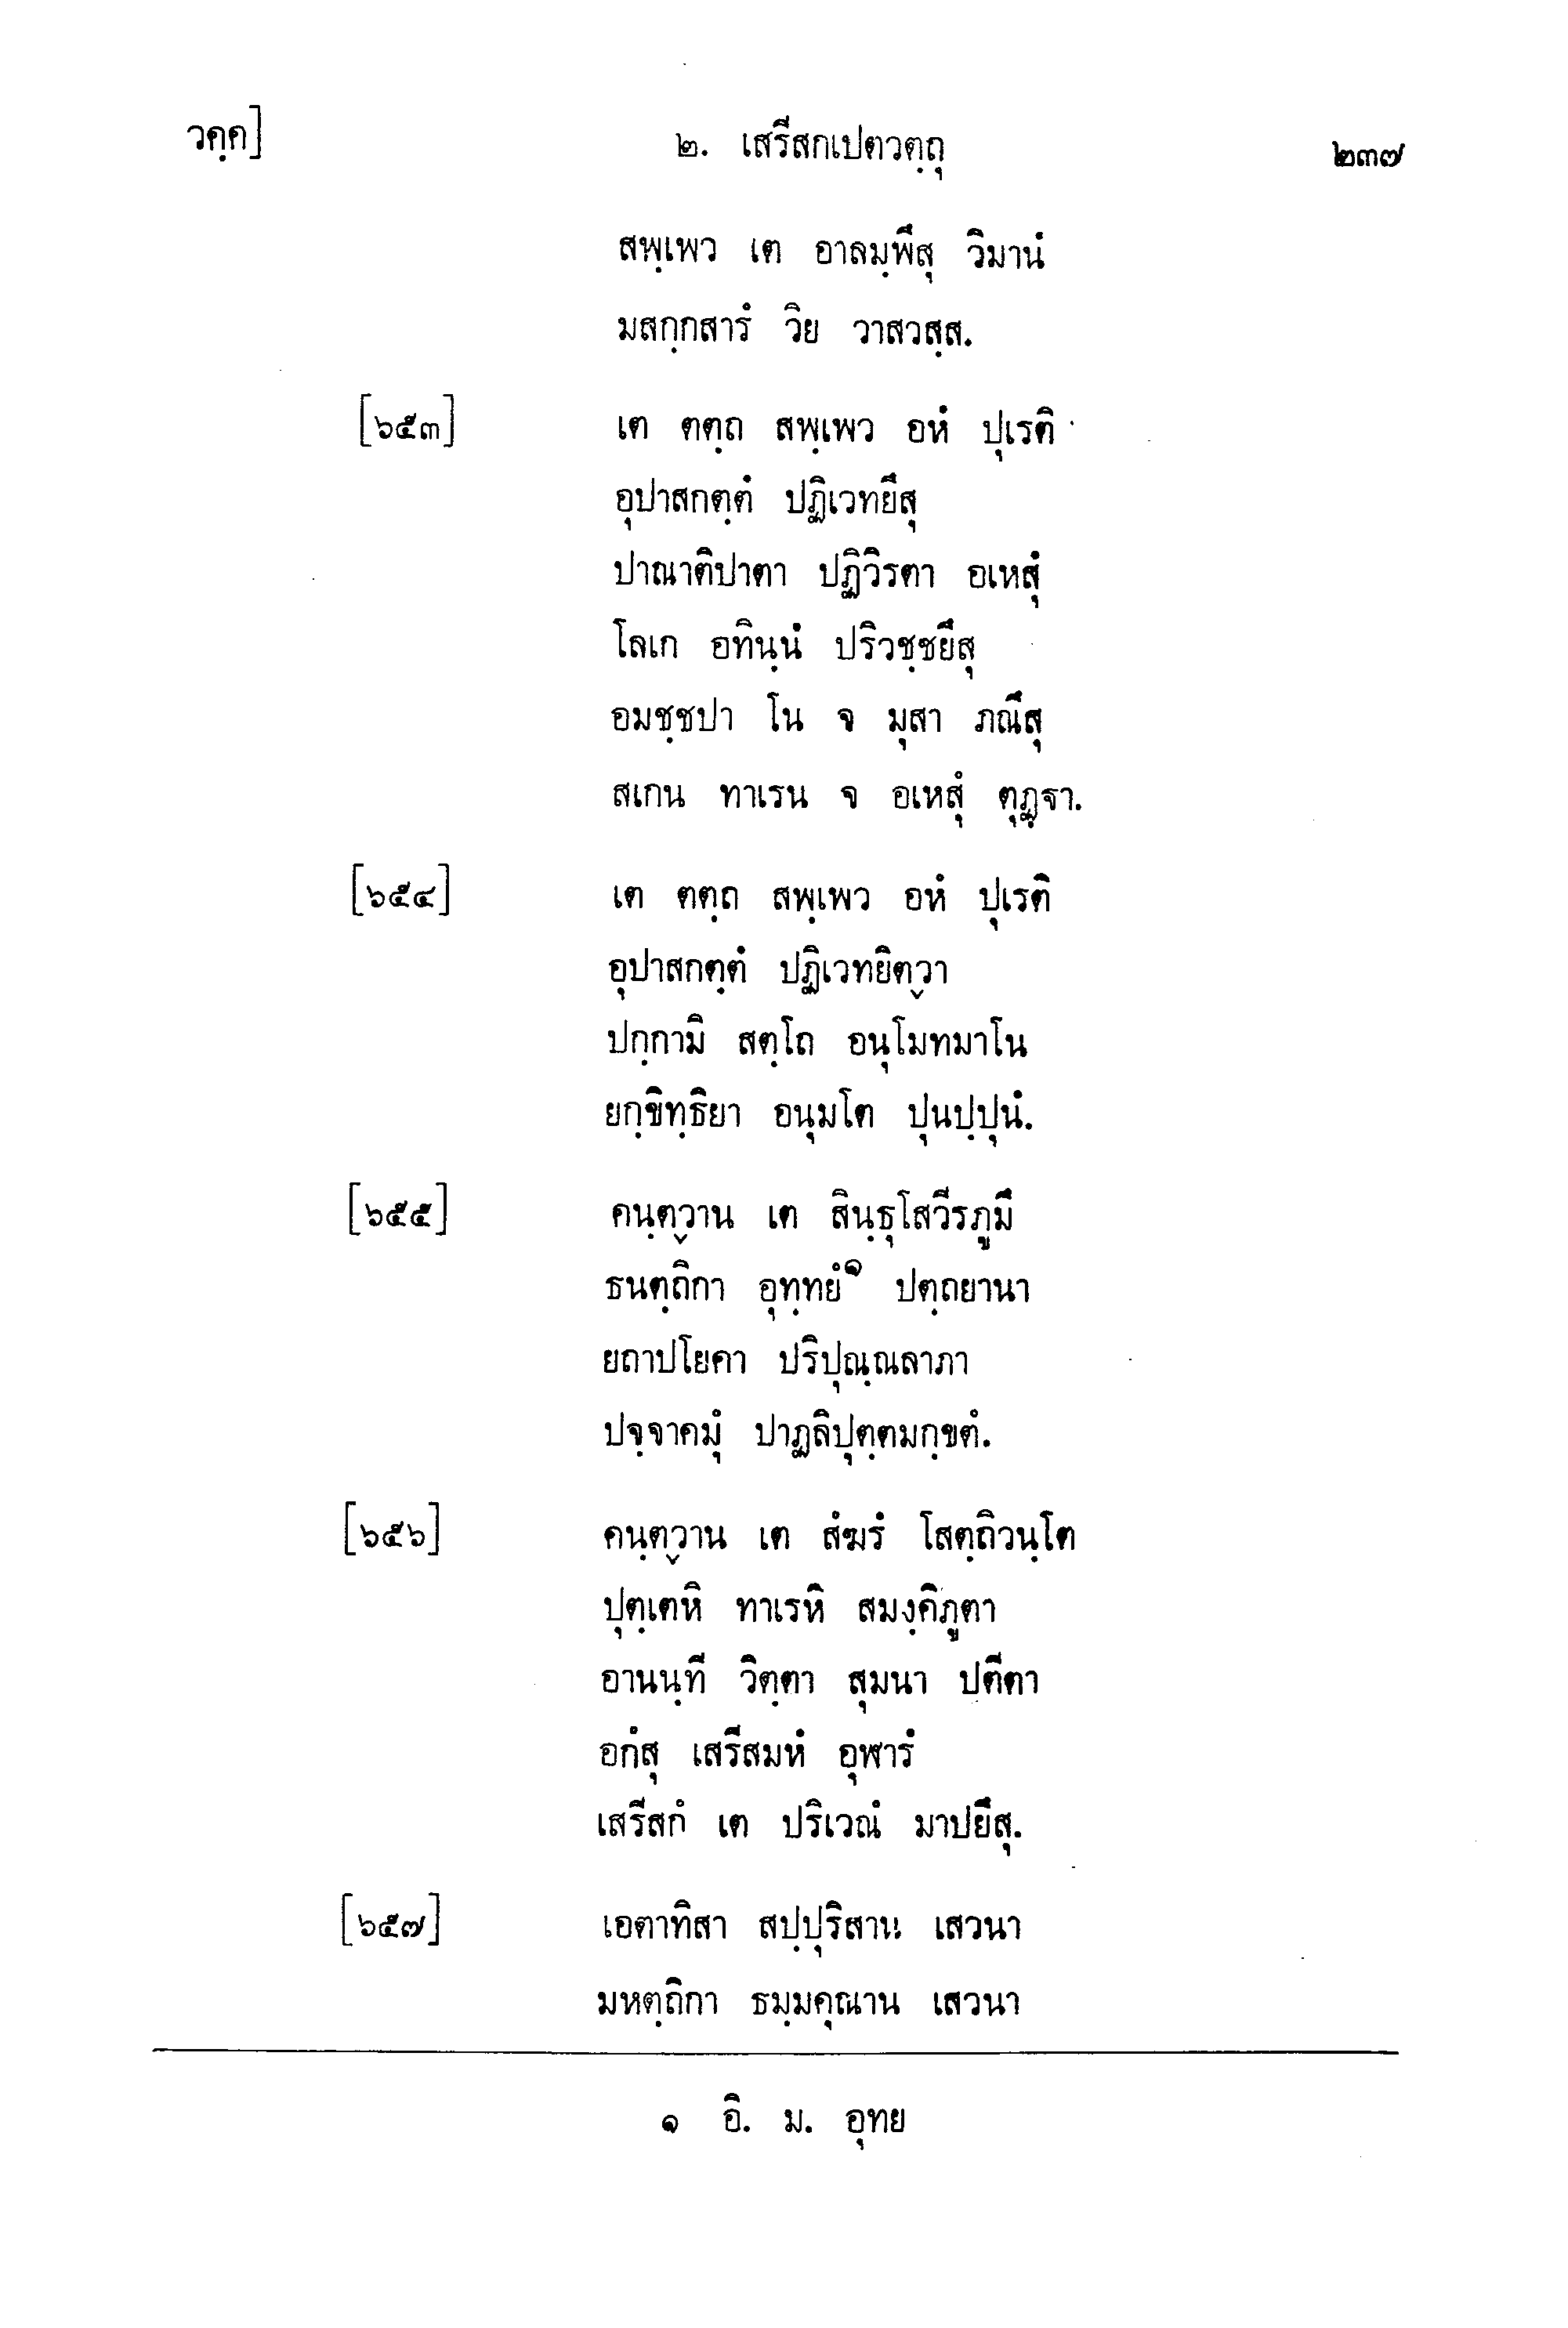 วคฺค]
๒. เสรีสกเปตวตฺถุ
๒๓๗
สพฺเพว เต อาลมฺพึสุ วิมานํ
มสกฺกสารํ วิย วาสวสฺส.
[๖๕๓] เต ตตฺถ สพฺเพว อหํ ปุเรติ
อุปาสกตฺตํ ปฏิเวทยึสุ
ปาณาติปาตา ปฏิวิรตา อเหสุํ
โลเก อทินฺนํ ปริวชฺชยึสุ
อมชฺชปา โน จ มุสา ภณึสุ
สเกน ทาเรน จ อเหสุํ ตุฏฺฐา.
[๖๕๔] เต ตตฺถ สพฺเพว อหํ ปุเรติ
อุปาสกตฺตํ ปฏิเวทยิตฺวา
ปกฺกามิ สตฺโถ อนุโมทมาโน
ยกฺขิทฺธิยา อนุมโต ปุนปฺปุนํ.
[๖๕๕] คนฺตฺวาน เต สินฺธุโสวีรภูมึ
ธนตฺถิกา อุทฺทยํ๑ ปตฺถยานา
ยถาปโยคา ปริปุณฺณลาภา
ปจฺจาคมุํ ปาฏลิปุตฺตมกฺขตํ.
[๖๕๖] คนฺตฺวาน เต สํฆรํ โสตฺถิวนฺโต
ปุตฺเตหิ ทาเรหิ สมงฺคิภูตา
อานนฺที วิตฺตา สุมนา ปตีตา
อกํสุ เสรีสมหํ อุฬารํ
เสรีสกํ เต ปริเวณํ มาปยึสุ.
[๖๕๗] เอตาทิสา สปฺปุริสาน เสวนา
มหตฺถิกา ธมฺมคุณาน เสวนา
๑ อิ. ม. อุทย